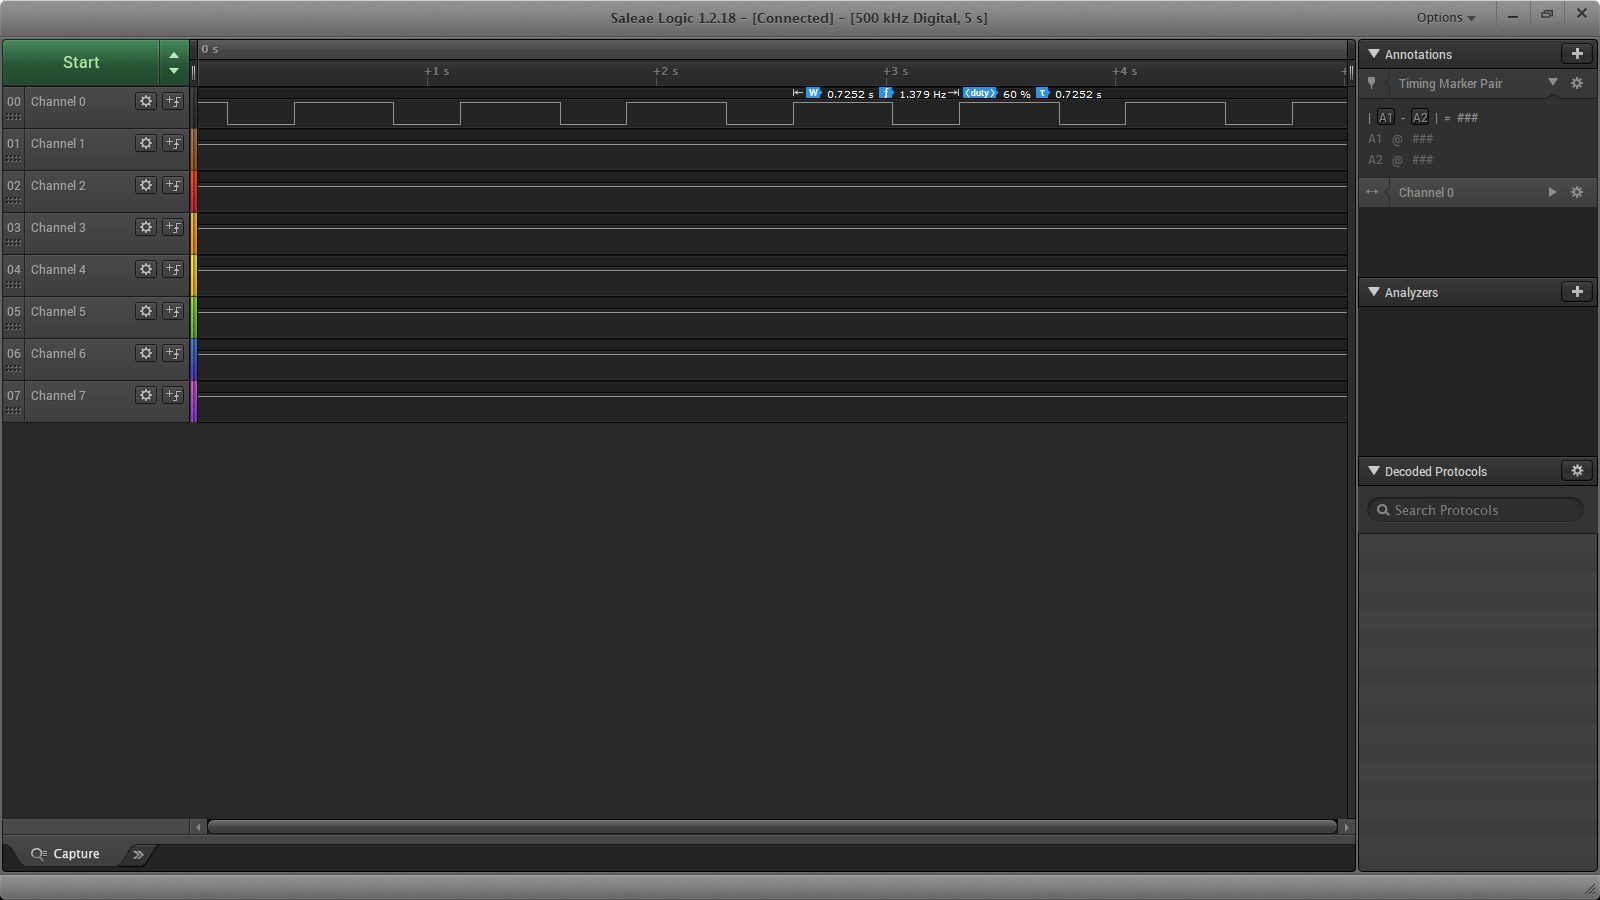 Saleae Logic 1.2.18 – [Connected] – [500 kHz Digital, 5 s]
Options
Start
0 s
+1 s +2 s +3 s +4 s +
W 0.7252 s f 1.379 Hz duty 60 % τ 0.7252 s
00 Channel 0
01 Channel 1
02 Channel 2
03 Channel 3
04 Channel 4
05 Channel 5
06 Channel 6
07 Channel 7
Capture
Annotations
Timing Marker Pair
| A1 - A2 | = ###
A1 @ ###
A2 @ ###
Channel 0
Analyzers
Decoded Protocols
Search Protocols